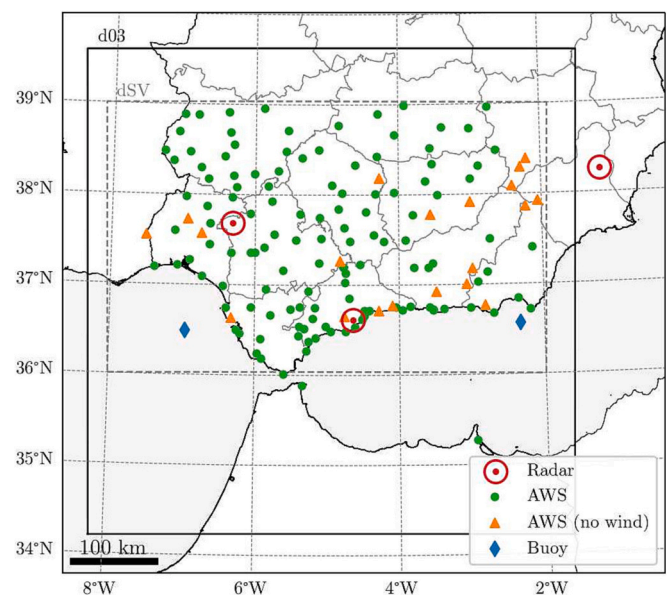 d03
dSV
39°N
38°N
37°N
36°N
35°N
34°N
100 km
8°W
6°W
4°W
2°W
Radar
AWS
AWS (no wind)
Buoy